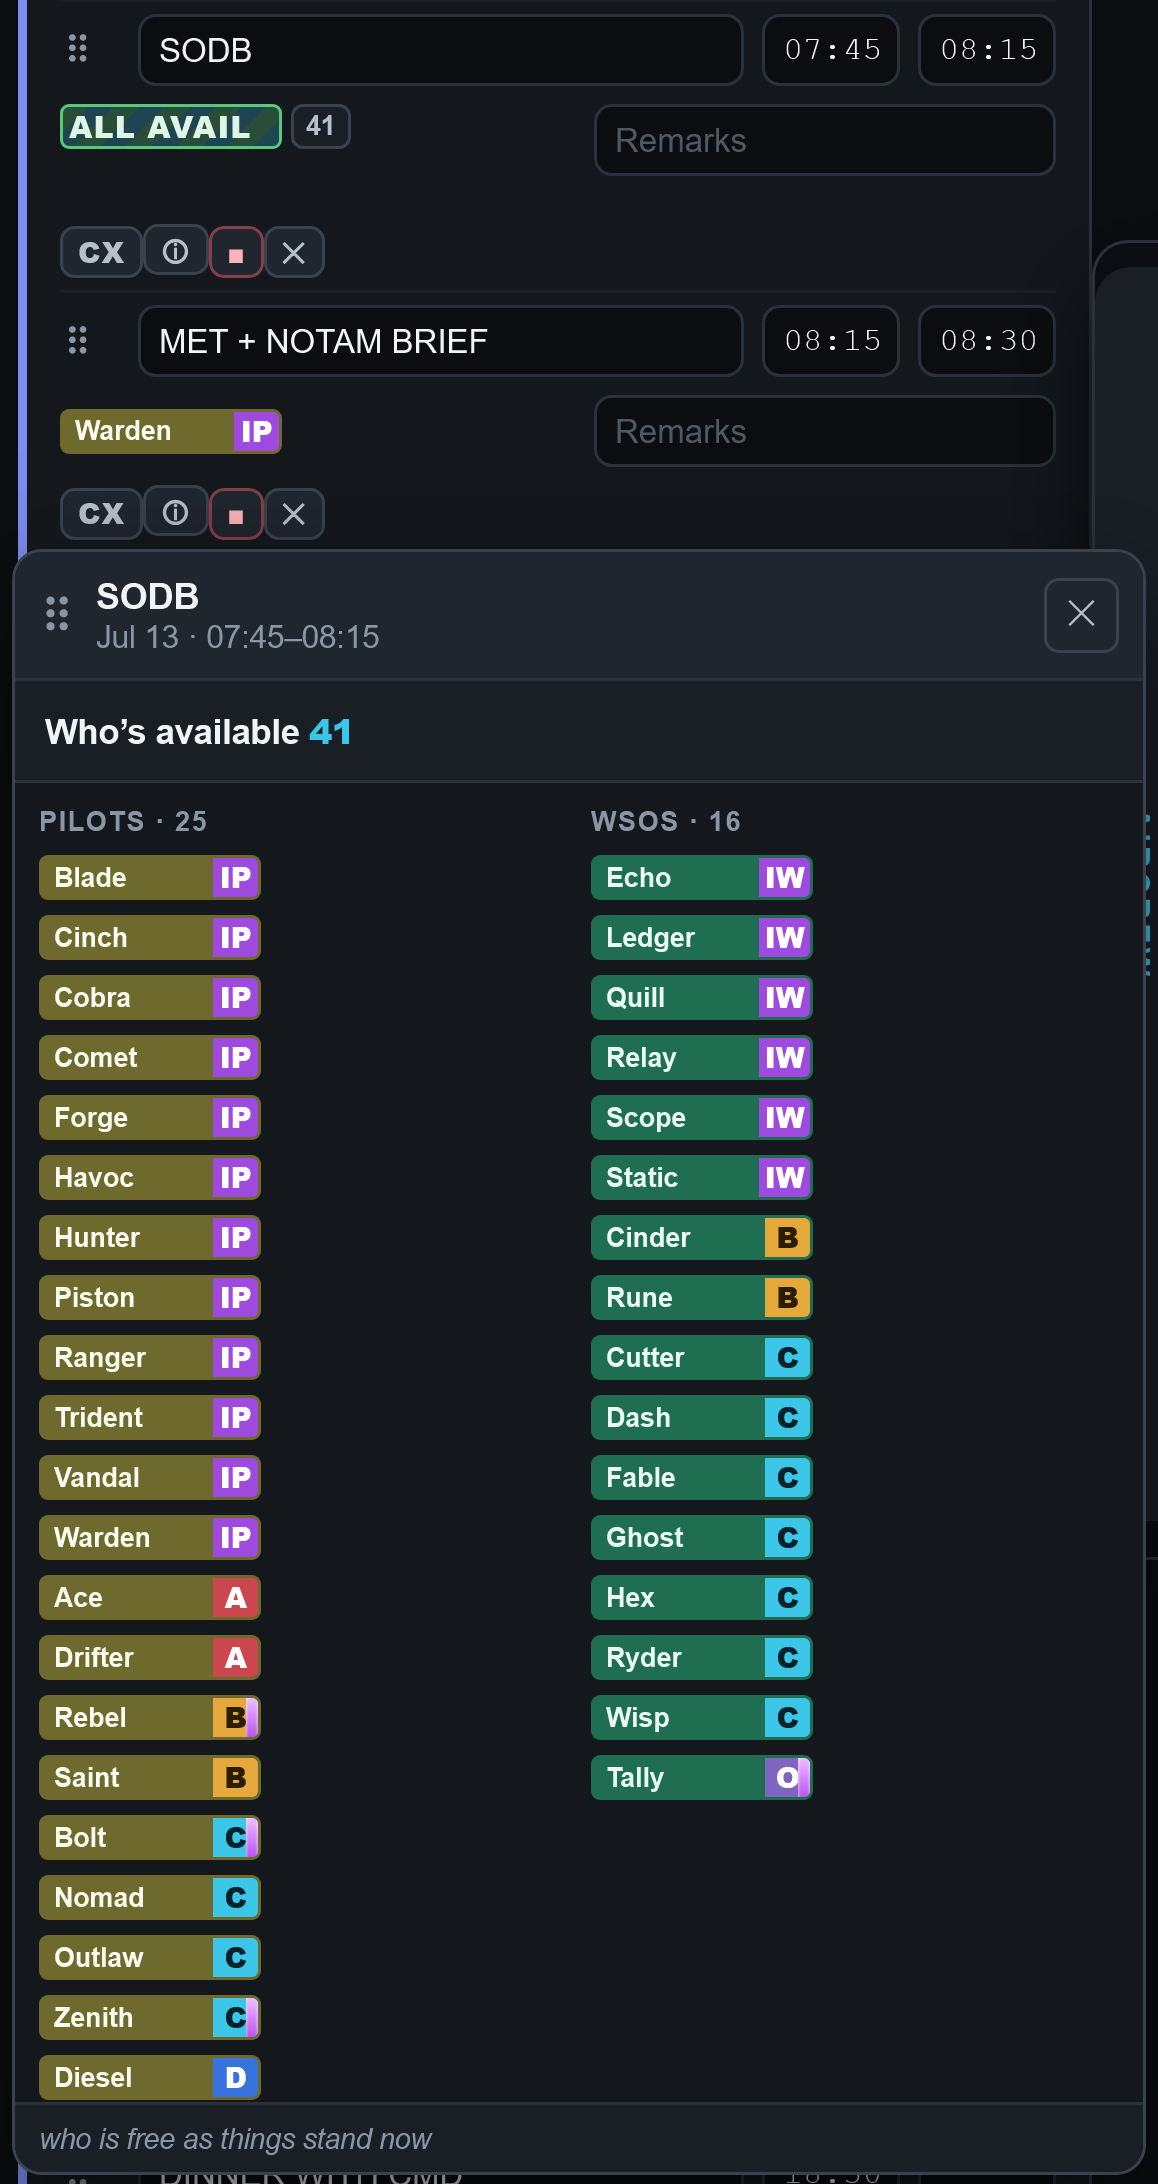 SODB 07:45 08:15
ALL AVAIL 41 Remarks
CX
MET + NOTAM BRIEF 08:15 08:30
Warden IP Remarks
CX
SODB
Jul 13 · 07:45–08:15
Who’s available 41
PILOTS · 25
Blade IP
Cinch IP
Cobra IP
Comet IP
Forge IP
Havoc IP
Hunter IP
Piston IP
Ranger IP
Trident IP
Vandal IP
Warden IP
Ace A
Drifter A
Rebel B
Saint B
Bolt C
Nomad C
Outlaw C
Zenith C
Diesel D
WSOS · 16
Echo IW
Ledger IW
Quill IW
Relay IW
Scope IW
Static IW
Cinder B
Rune B
Cutter C
Dash C
Fable C
Ghost C
Hex C
Ryder C
Wisp C
Tally O
who is free as things stand now
DINNER WITH CMD